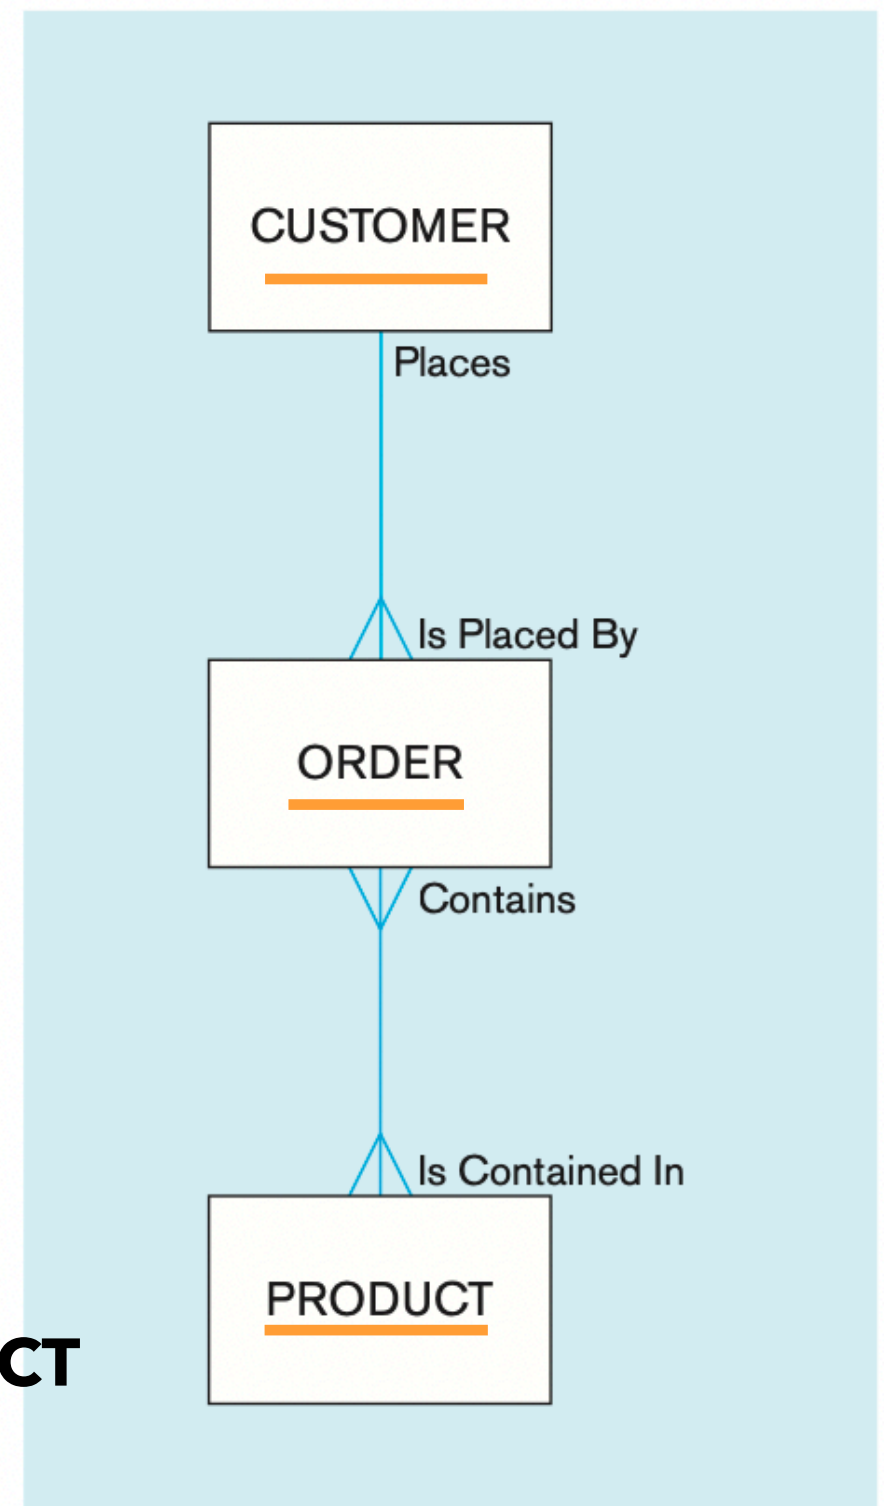 CUSTOMER
Places
Is Placed By
ORDER
Contains
Is Contained In
PRODUCT
CT